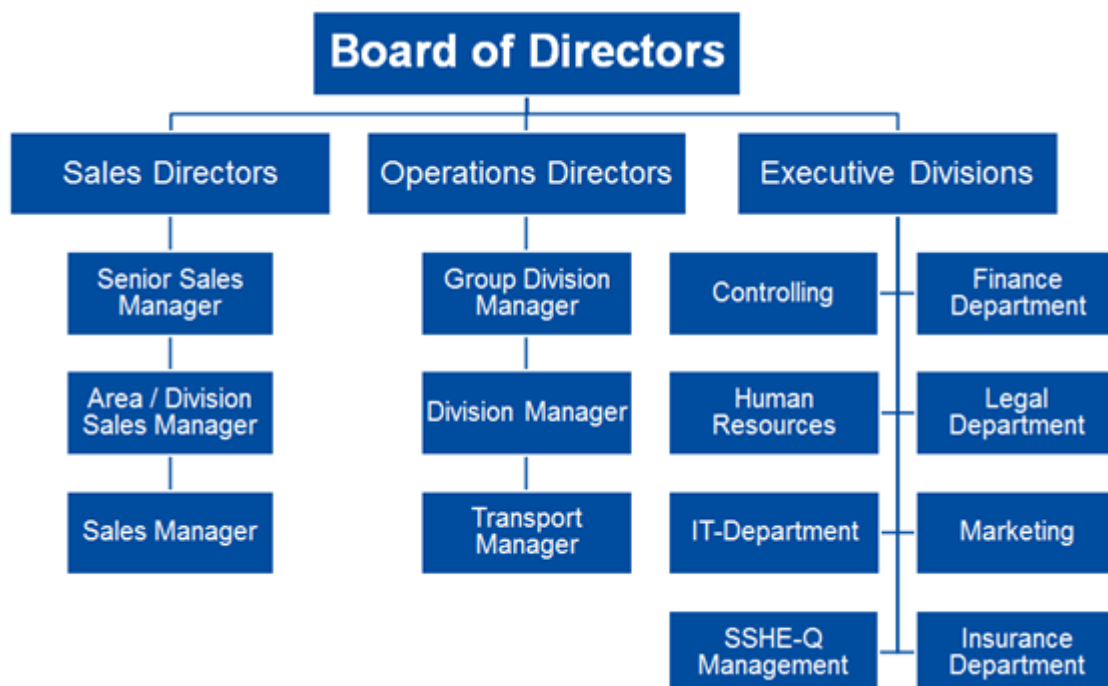 Board of Directors
Sales Directors
Operations Directors
Executive Divisions
Senior Sales
Manager
Group Division
Manager
Controlling
Finance
Department
Area / Division
Sales Manager
Division Manager
Human
Resources
Legal
Department
Sales Manager
Transport
Manager
IT-Department
Marketing
SSHE-Q
Management
Insurance
Department